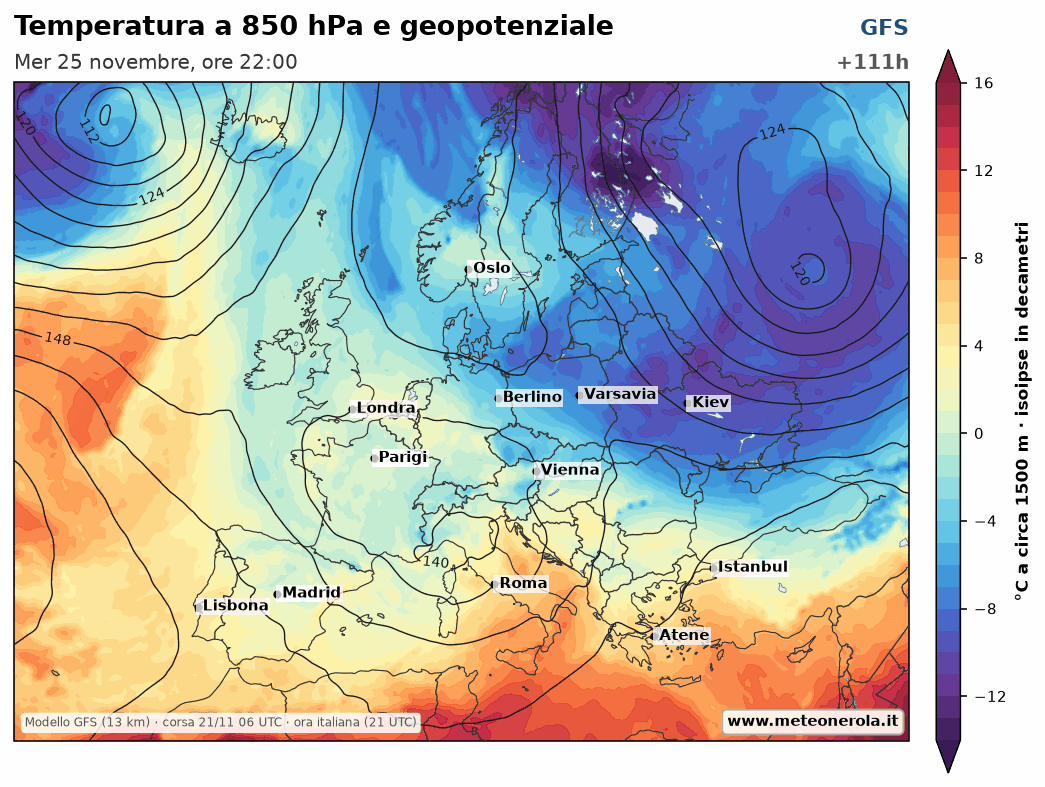 Temperatura a 850 hPa e geopotenziale
GFS
Mer 25 novembre, ore 22:00
+111h
120
112
124
124
120
148
140
Oslo
Londra
Berlino
Varsavia
Kiev
Parigi
Vienna
Lisbona
Madrid
Roma
Istanbul
Atene
16
12
8
4
0
−4
−8
−12
°C a circa 1500 m · isoipse in decametri
Modello GFS (13 km) · corsa 21/11 06 UTC · ora italiana (21 UTC)
www.meteonerola.it